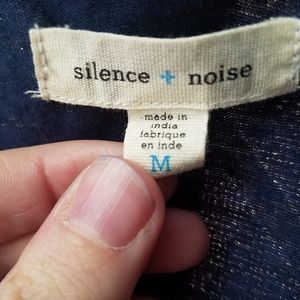 silence + noise
made in
india
fabrique
en inde
M